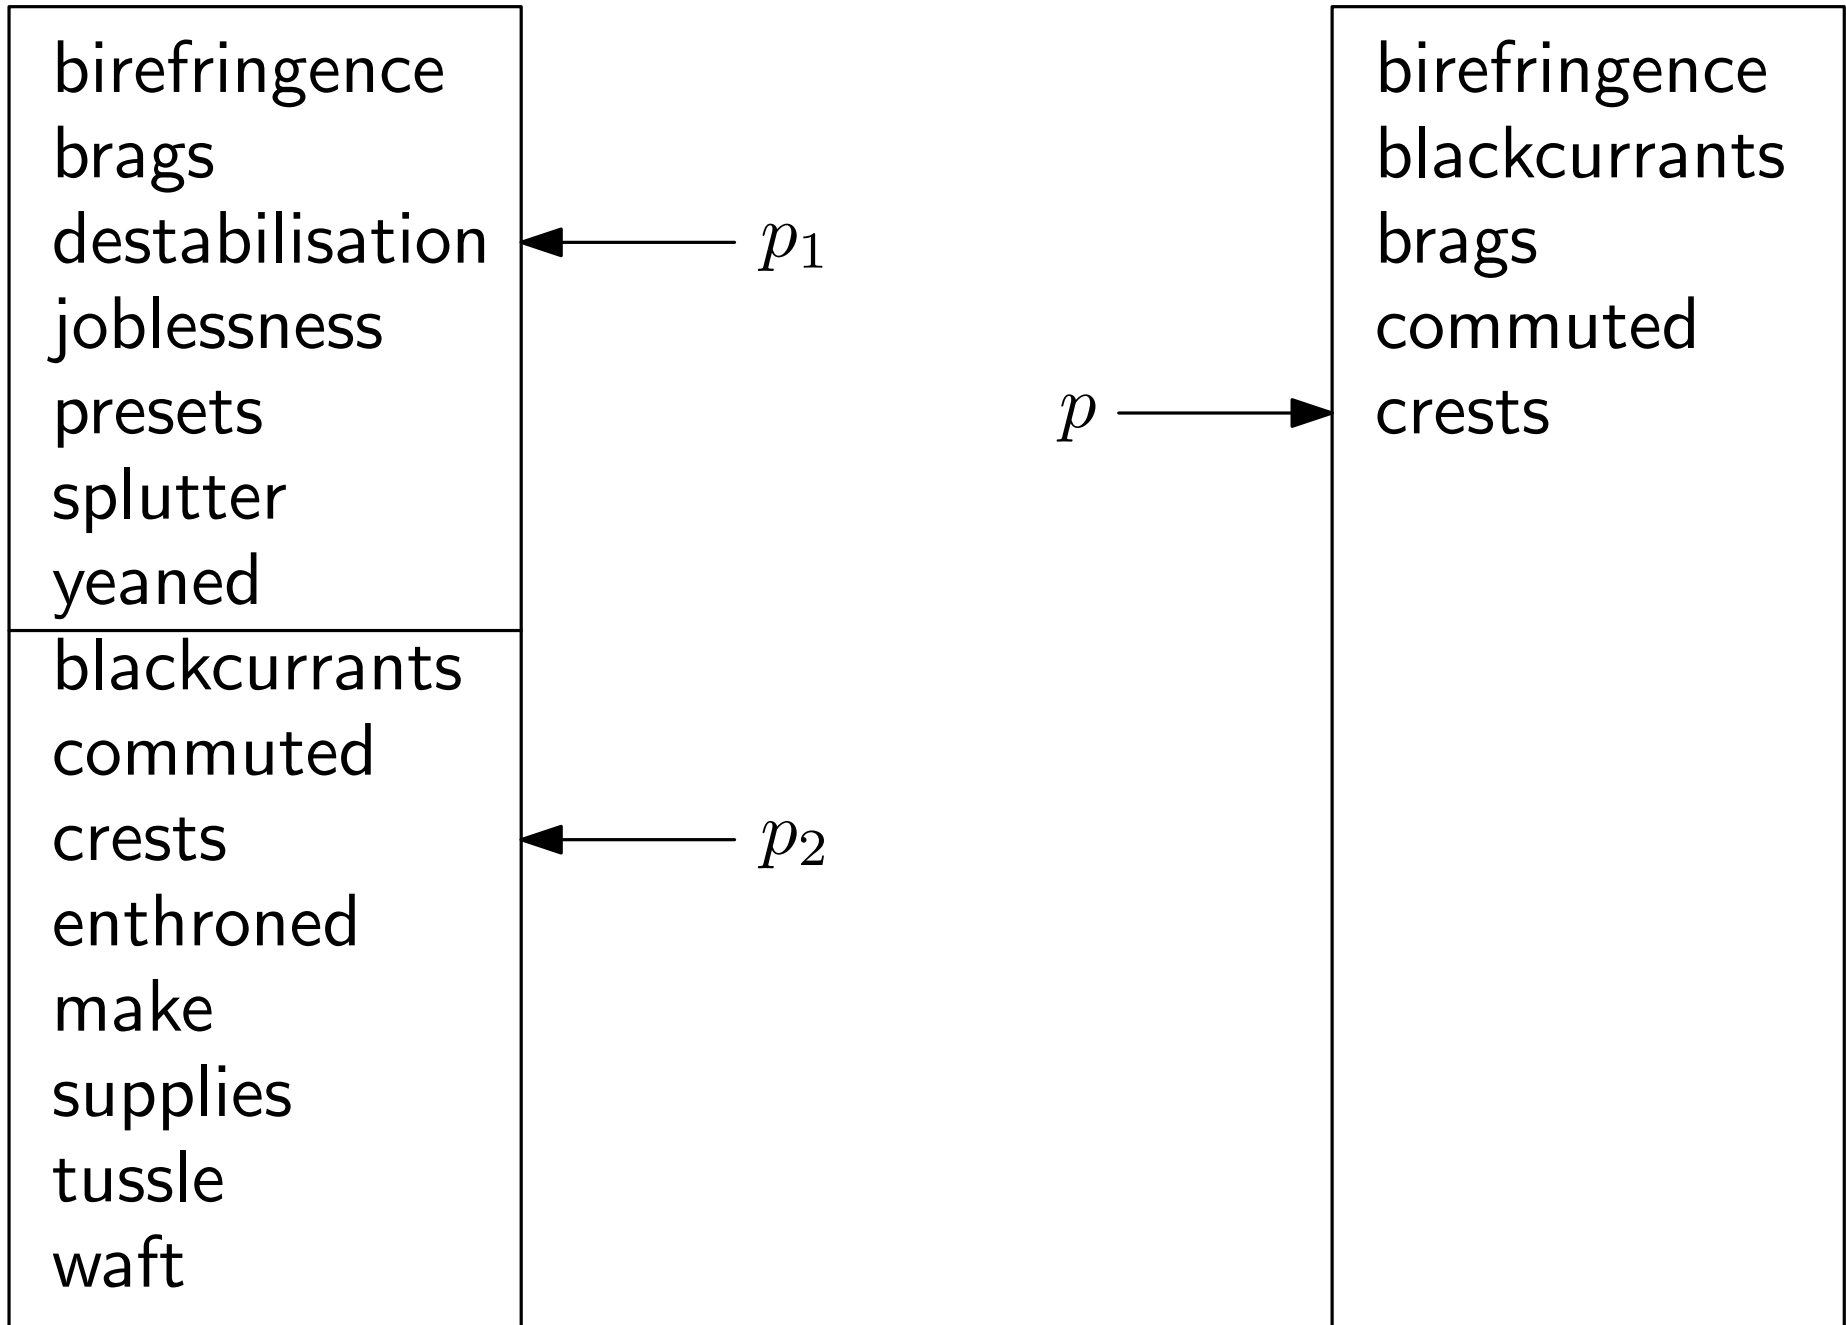 birefringence
brags
destabilisation
joblessness
presets
splutter
yeaned
blackcurrants
commuted
crests
enthroned
make
supplies
tussle
waft
p1
p2
p
birefringence
blackcurrants
brags
commuted
crests